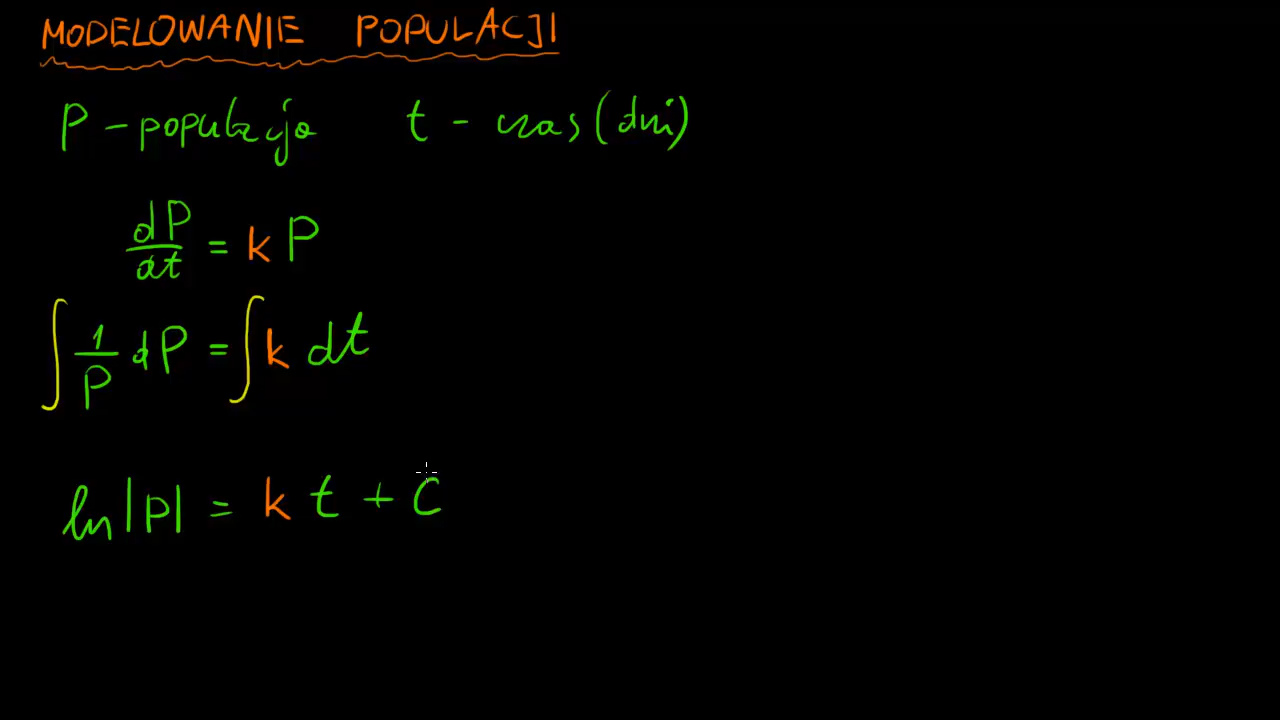 MODELOWANIE POPULACJI
P - populacja t - czas (dni)
dP/dt = k P
∫ 1/P dP = ∫ k dt
ln|P| = k t + C